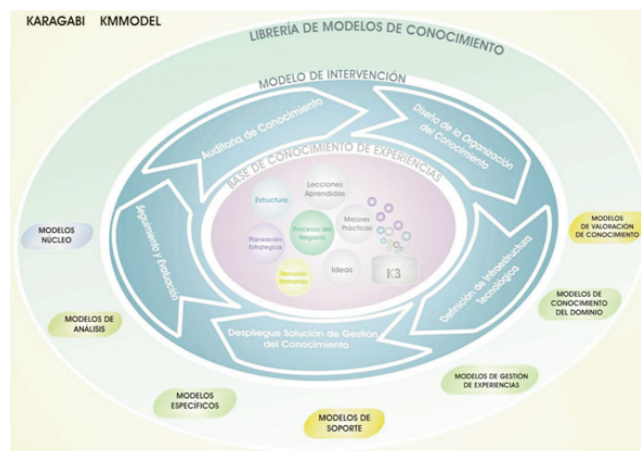 KARAGABI KMMODEL
LIBRERÍA DE MODELOS DE CONOCIMIENTO
MODELO DE INTERVENCIÓN
Auditoría de Conocimiento
Diseño de la Organización
del Conocimiento
BASE DE CONOCIMIENTO DE EXPERIENCIAS
Lecciones
Aprendidas
Estructura
Mejores
Prácticas
Procesos del
Negocio
Planeación
Estratégica
Ideas
KB
Seguimiento y Evaluación
Definición de Infraestructura
Tecnológica
Despliegue Solución de Gestión
del Conocimiento
MODELOS
NÚCLEO
MODELOS DE
ANÁLISIS
MODELOS
ESPECÍFICOS
MODELOS DE
SOPORTE
MODELOS DE GESTIÓN
DE EXPERIENCIAS
MODELOS DE
CONOCIMIENTO
DEL DOMINIO
MODELOS
DE VALORACIÓN
DE CONOCIMIENTO